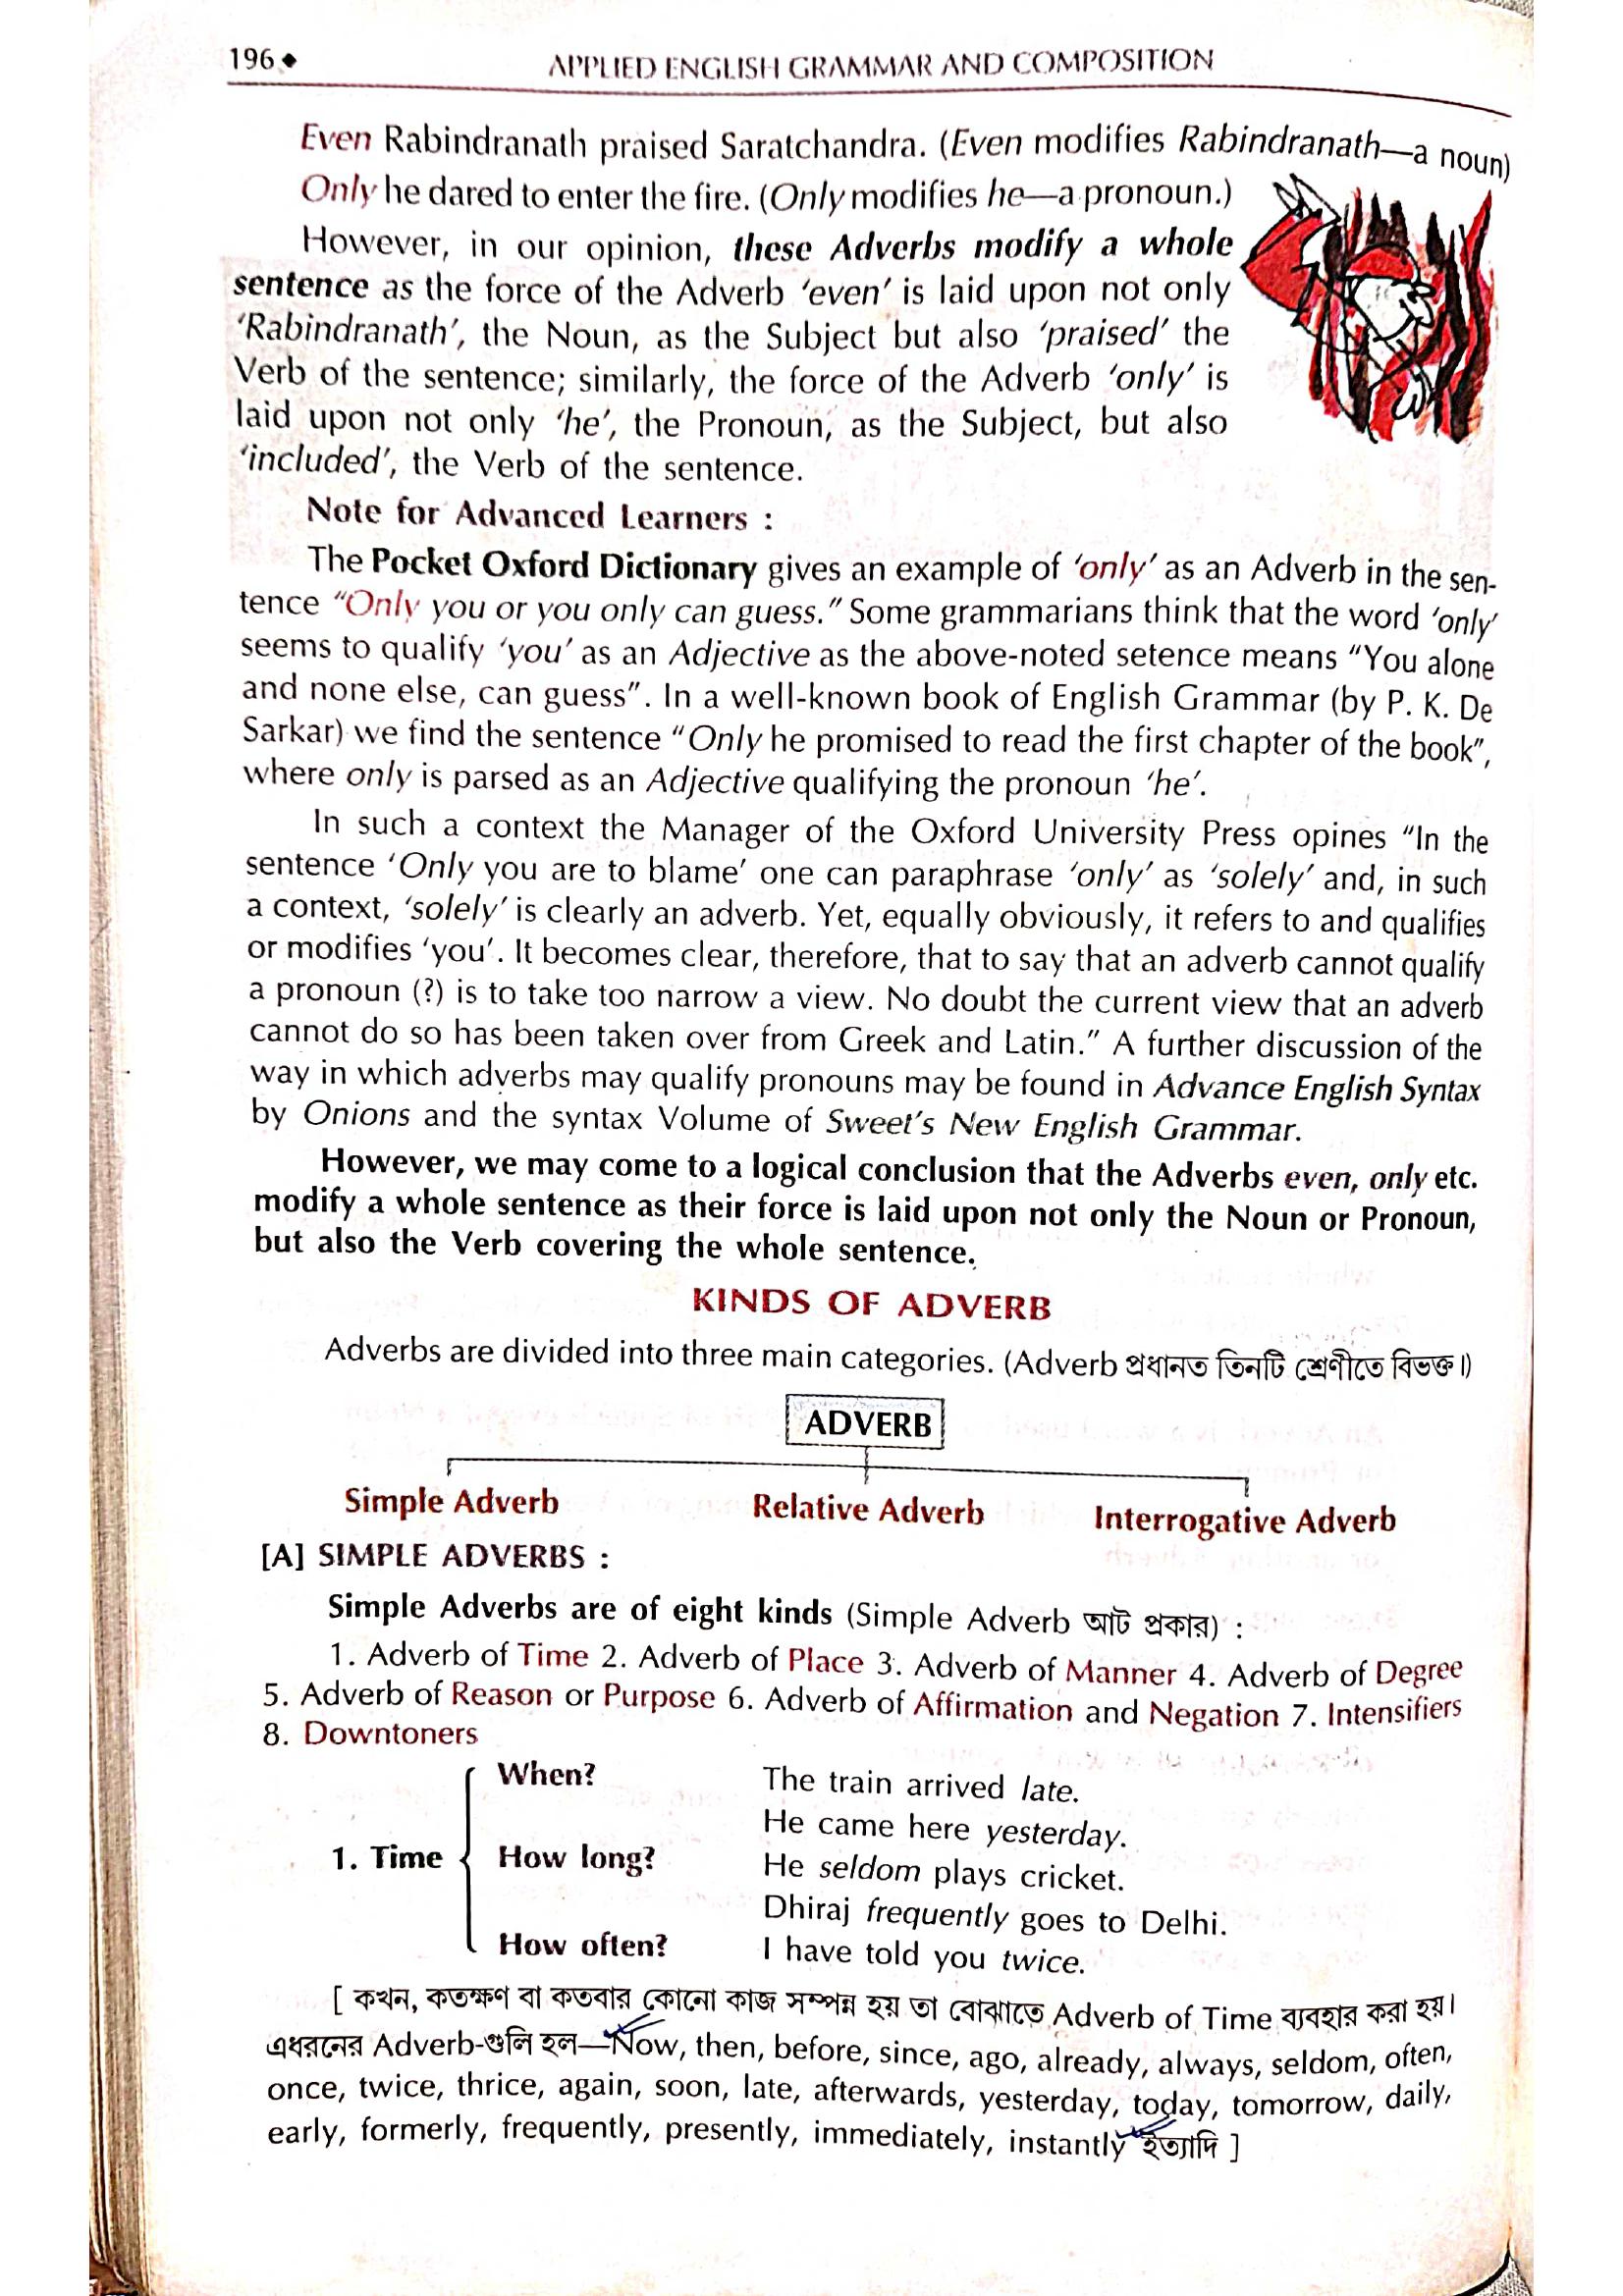 196◆ APPLIED ENGLISH GRAMMAR AND COMPOSITION
Even Rabindranath praised Saratchandra. (Even modifies Rabindranath—a noun)
Only he dared to enter the fire. (Only modifies he—a pronoun.)
However, in our opinion, these Adverbs modify a whole
sentence as the force of the Adverb ‘even’ is laid upon not only
‘Rabindranath’, the Noun, as the Subject but also ‘praised’ the
Verb of the sentence; similarly, the force of the Adverb ‘only’ is
laid upon not only ‘he’, the Pronoun, as the Subject, but also
‘included’, the Verb of the sentence.
Note for Advanced Learners :
The Pocket Oxford Dictionary gives an example of ‘only’ as an Adverb in the sen-
tence “Only you or you only can guess.” Some grammarians think that the word ‘only’
seems to qualify ‘you’ as an Adjective as the above-noted setence means “You alone
and none else, can guess”. In a well-known book of English Grammar (by P. K. De
Sarkar) we find the sentence “Only he promised to read the first chapter of the book”,
where only is parsed as an Adjective qualifying the pronoun ‘he’.
In such a context the Manager of the Oxford University Press opines “In the
sentence ‘Only you are to blame’ one can paraphrase ‘only’ as ‘solely’ and, in such
a context, ‘solely’ is clearly an adverb. Yet, equally obviously, it refers to and qualifies
or modifies ‘you’. It becomes clear, therefore, that to say that an adverb cannot qualify
a pronoun (?) is to take too narrow a view. No doubt the current view that an adverb
cannot do so has been taken over from Greek and Latin.” A further discussion of the
way in which adverbs may qualify pronouns may be found in Advance English Syntax
by Onions and the syntax Volume of Sweet’s New English Grammar.
However, we may come to a logical conclusion that the Adverbs even, only etc.
modify a whole sentence as their force is laid upon not only the Noun or Pronoun,
but also the Verb covering the whole sentence.
KINDS OF ADVERB
Adverbs are divided into three main categories. (Adverb প্রধানত তিনটি শ্রেণীতে বিভক্ত।)
ADVERB
Simple Adverb Relative Adverb Interrogative Adverb
[A] SIMPLE ADVERBS :
Simple Adverbs are of eight kinds (Simple Adverb আট প্রকার) :
1. Adverb of Time 2. Adverb of Place 3. Adverb of Manner 4. Adverb of Degree
5. Adverb of Reason or Purpose 6. Adverb of Affirmation and Negation 7. Intensifiers
8. Downtoners
When? The train arrived late.
He came here yesterday.
1. Time How long? He seldom plays cricket.
Dhiraj frequently goes to Delhi.
How often? I have told you twice.
[ কখন, কতক্ষণ বা কতবার কোনো কাজ সম্পন্ন হয় তা বোঝাতে Adverb of Time ব্যবহার করা হয়।
এধরনের Adverb-গুলি হল—Now, then, before, since, ago, already, always, seldom, often,
once, twice, thrice, again, soon, late, afterwards, yesterday, today, tomorrow, daily,
early, formerly, frequently, presently, immediately, instantly ইত্যাদি ]